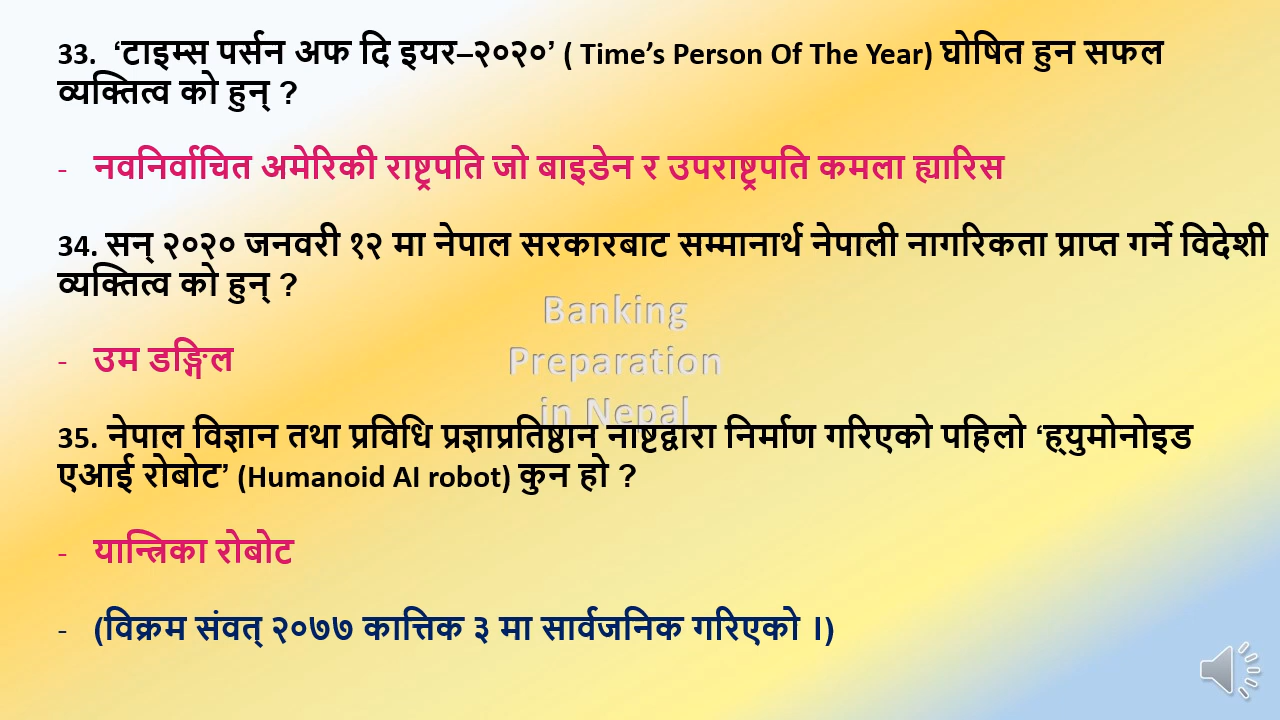 33. ‘टाइम्स पर्सन अफ दि इयर–२०२०’ ( Time’s Person Of The Year) घोषित हुन सफल
व्यक्तित्व को हुन् ?
- नवनिर्वाचित अमेरिकी राष्ट्रपति जो बाइडेन र उपराष्ट्रपति कमला ह्यारिस
34. सन् २०२० जनवरी १२ मा नेपाल सरकारबाट सम्मानार्थ नेपाली नागरिकता प्राप्त गर्ने विदेशी
व्यक्तित्व को हुन् ?
Banking
Preparation
in Nepal
- उम डङ्गिल
35. नेपाल विज्ञान तथा प्रविधि प्रज्ञाप्रतिष्ठान नाष्टद्वारा निर्माण गरिएको पहिलो ‘ह्युमोनोइड
एआई रोबोट’ (Humanoid AI robot) कुन हो ?
- यान्त्रिका रोबोट
- (विक्रम संवत् २०७७ कात्तिक ३ मा सार्वजनिक गरिएको ।)